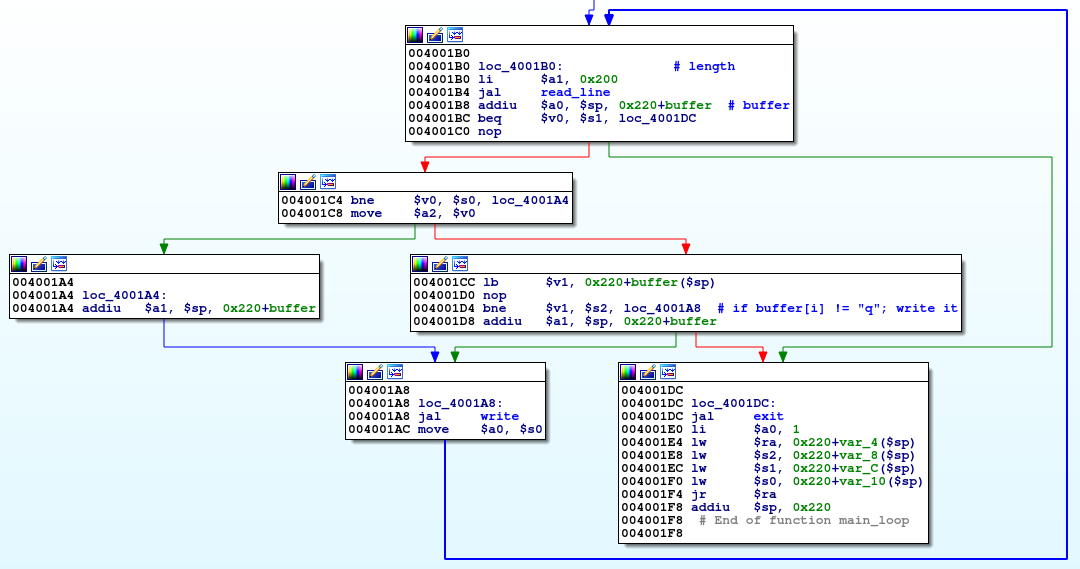 004001B0
004001B0 loc_4001B0: # length
004001B0 li $a1, 0x200
004001B4 jal read_line
004001B8 addiu $a0, $sp, 0x220+buffer # buffer
004001BC beq $v0, $s1, loc_4001DC
004001C0 nop
004001C4 bne $v0, $s0, loc_4001A4
004001C8 move $a2, $v0
004001A4
004001A4 loc_4001A4:
004001A4 addiu $a1, $sp, 0x220+buffer
004001CC lb $v1, 0x220+buffer($sp)
004001D0 nop
004001D4 bne $v1, $s2, loc_4001A8 # if buffer[i] != "q"; write it
004001D8 addiu $a1, $sp, 0x220+buffer
004001A8
004001A8 loc_4001A8:
004001A8 jal write
004001AC move $a0, $s0
004001DC
004001DC loc_4001DC:
004001DC jal exit
004001E0 li $a0, 1
004001E4 lw $ra, 0x220+var_4($sp)
004001E8 lw $s2, 0x220+var_8($sp)
004001EC lw $s1, 0x220+var_C($sp)
004001F0 lw $s0, 0x220+var_10($sp)
004001F4 jr $ra
004001F8 addiu $sp, 0x220
004001F8 # End of function main_loop
004001F8